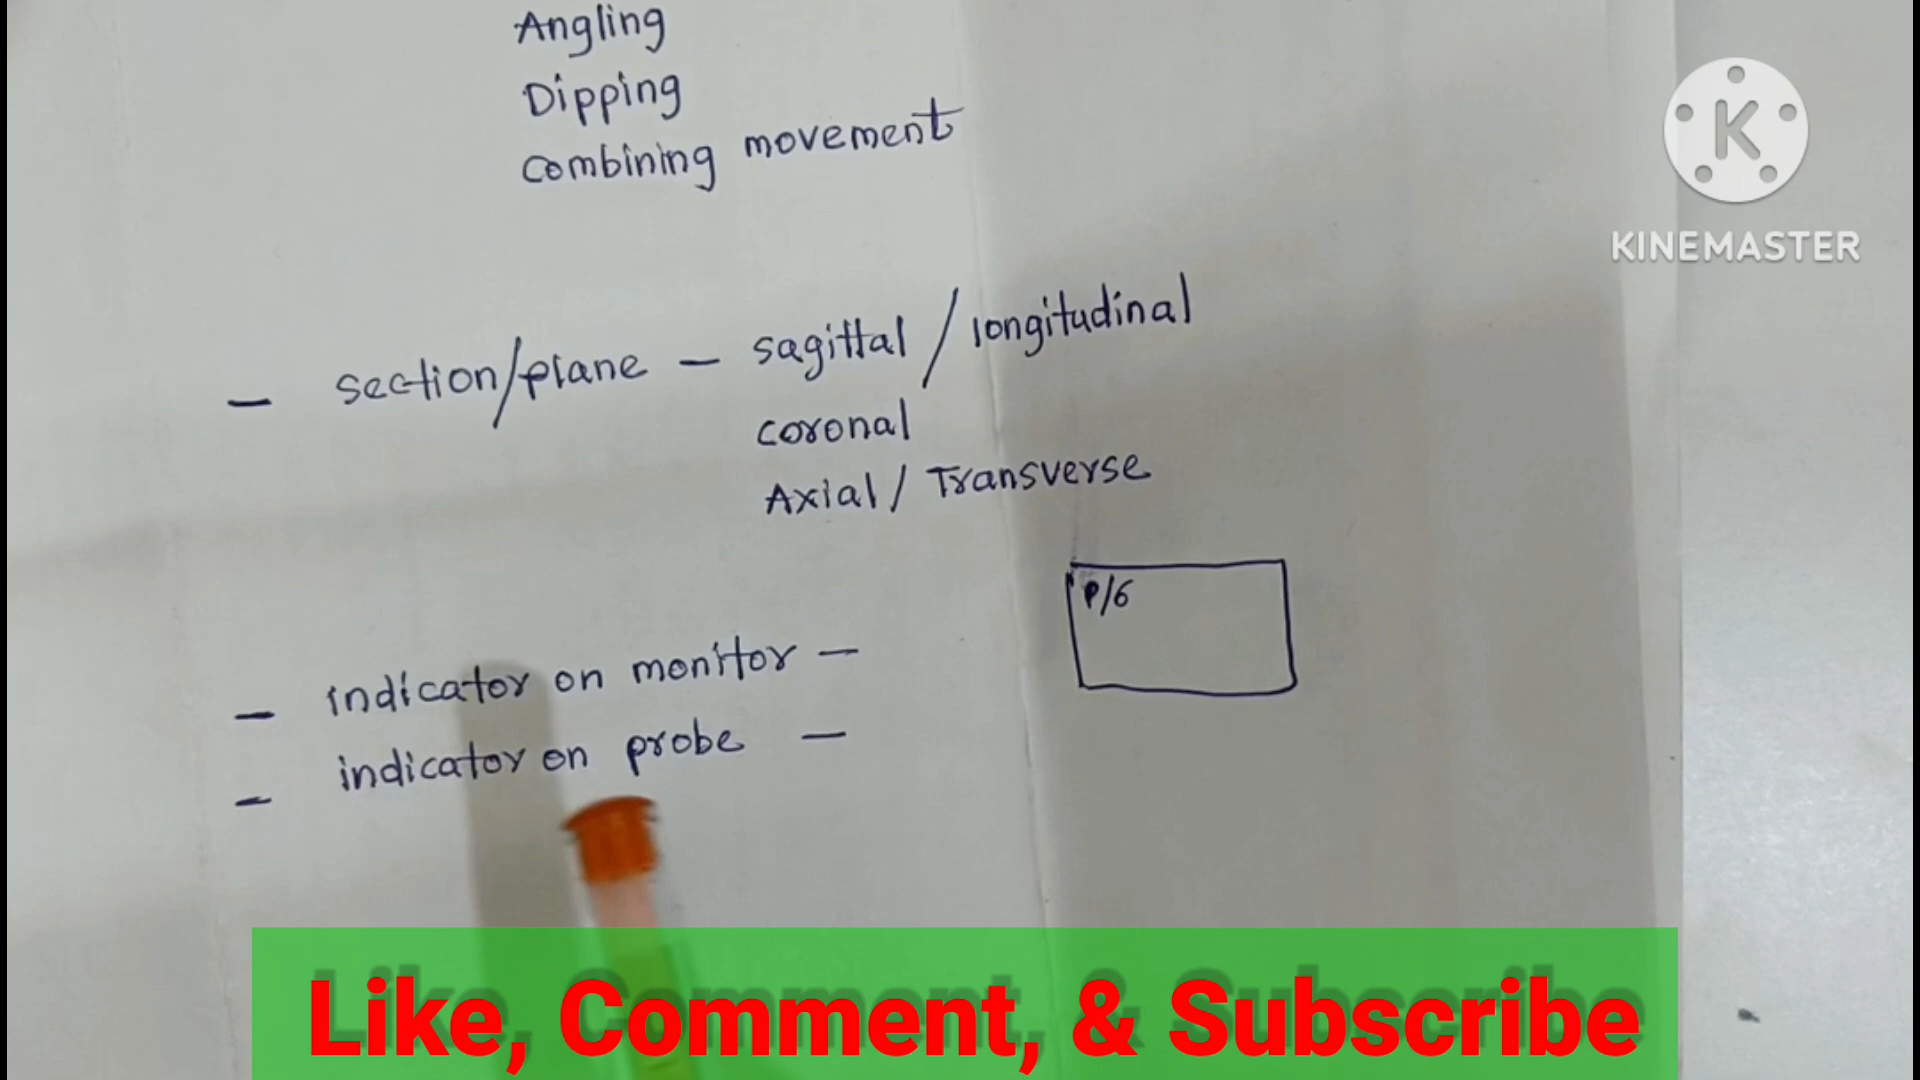 Angling
Dipping
combining movement
K
KINEMASTER
- section/plane - sagittal / longitudinal
coronal
Axial / Transverse
P/G
- indicator on monitor -
- indicator on probe -
Like, Comment, & Subscribe